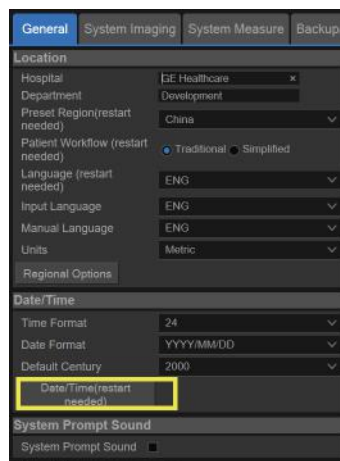 General System Imaging System Measure Backup
Location
Hospital GE Healthcare ×
Department Development
Preset Region(restart
needed) China
Patient Workflow (restart
needed) Traditional Simplified
Language (restart
needed) ENG
Input Language ENG
Manual Language ENG
Units Metric
Regional Options
Date/Time
Time Format 24
Date Format YYYY/MM/DD
Default Century 2000
Date/Time(restart
needed)
System Prompt Sound
System Prompt Sound